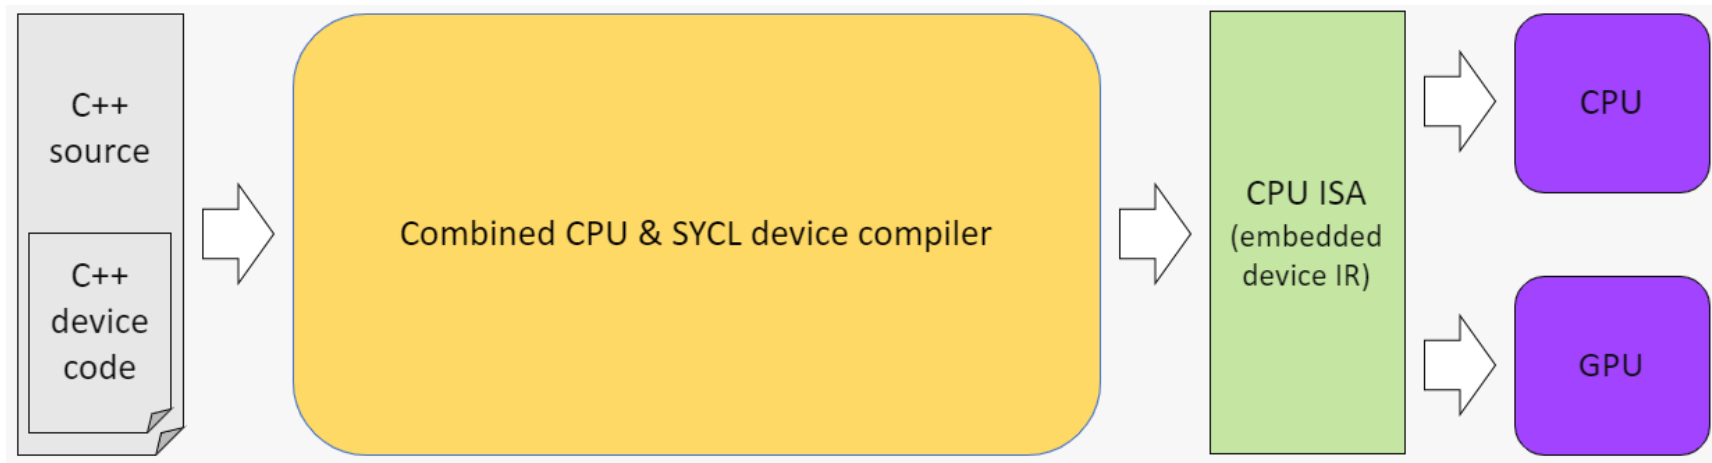 C++
source
C++
device
code
Combined CPU & SYCL device compiler
CPU ISA
(embedded
device IR)
CPU
GPU